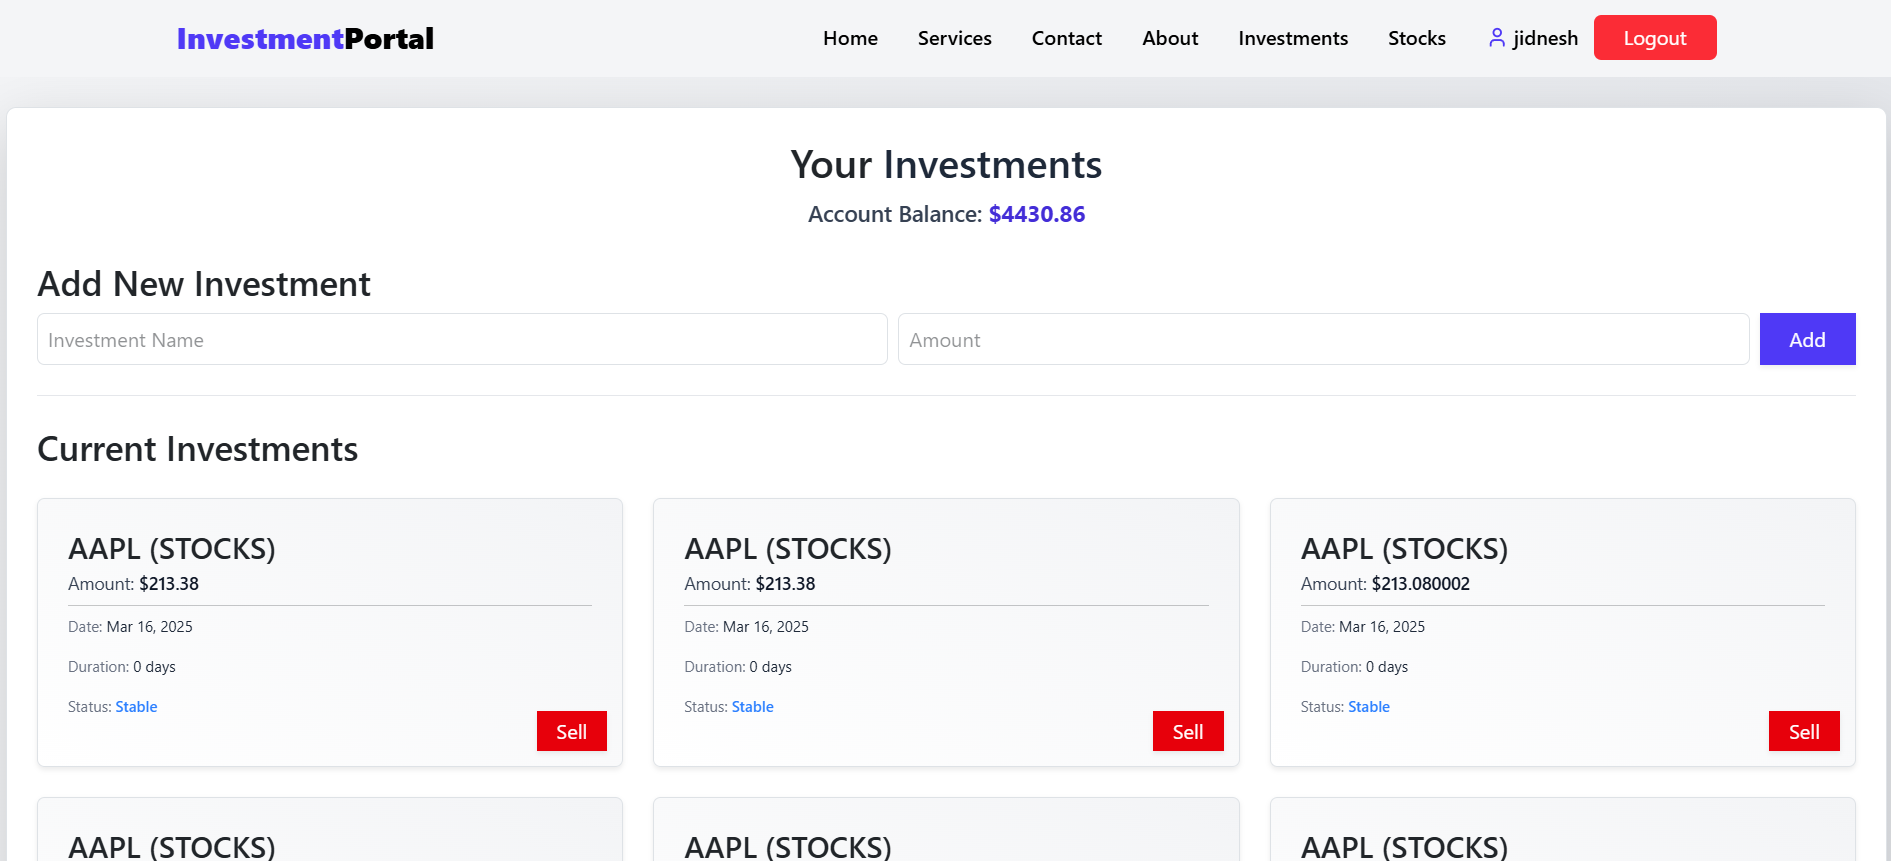 InvestmentPortal Home Services Contact About Investments Stocks jidnesh Logout
Your Investments
Account Balance: $4430.86
Add New Investment
Investment Name Amount Add
Current Investments
AAPL (STOCKS) AAPL (STOCKS) AAPL (STOCKS)
Amount: $213.38 Amount: $213.38 Amount: $213.080002
Date: Mar 16, 2025 Date: Mar 16, 2025 Date: Mar 16, 2025
Duration: 0 days Duration: 0 days Duration: 0 days
Status: Stable Status: Stable Status: Stable
Sell Sell Sell
AAPL (STOCKS) AAPL (STOCKS) AAPL (STOCKS)